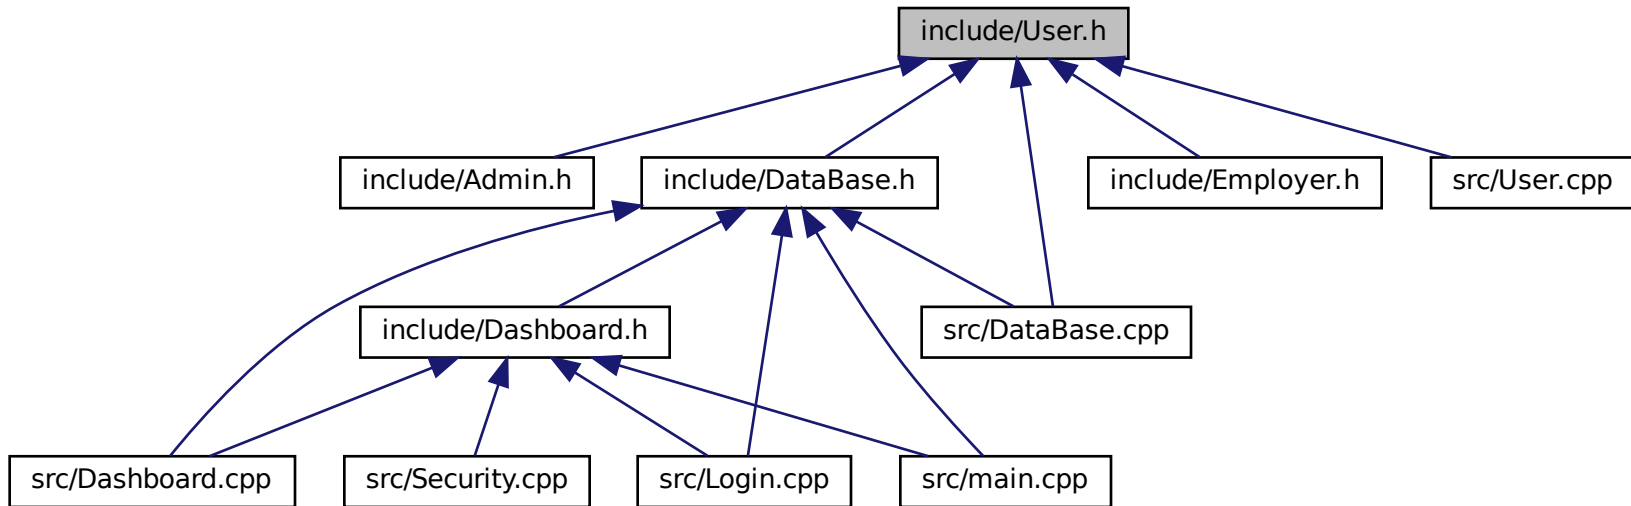 include/User.h
include/Admin.h
include/DataBase.h
include/Employer.h
src/User.cpp
include/Dashboard.h
src/DataBase.cpp
src/Dashboard.cpp
src/Security.cpp
src/Login.cpp
src/main.cpp